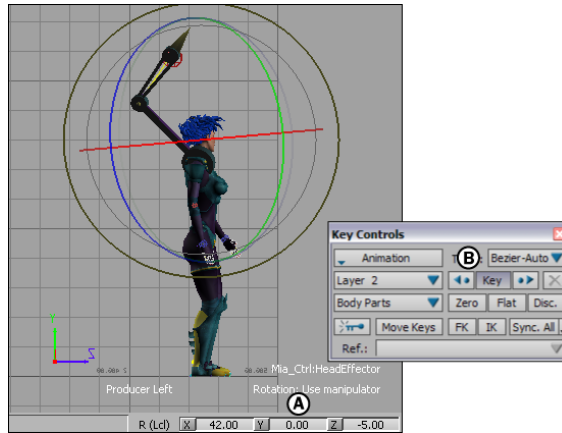 Y
Z
Mia_Ctrl:HeadEffector
Producer Left
Rotation: Use manipulator
A
R (Lcl) X 42.00 Y 0.00 Z -5.00
Key Controls
Animation B Bezier-Auto
Layer 2 Key
Body Parts Zero Flat Disc.
Move Keys FK IK Sync. All
Ref.: